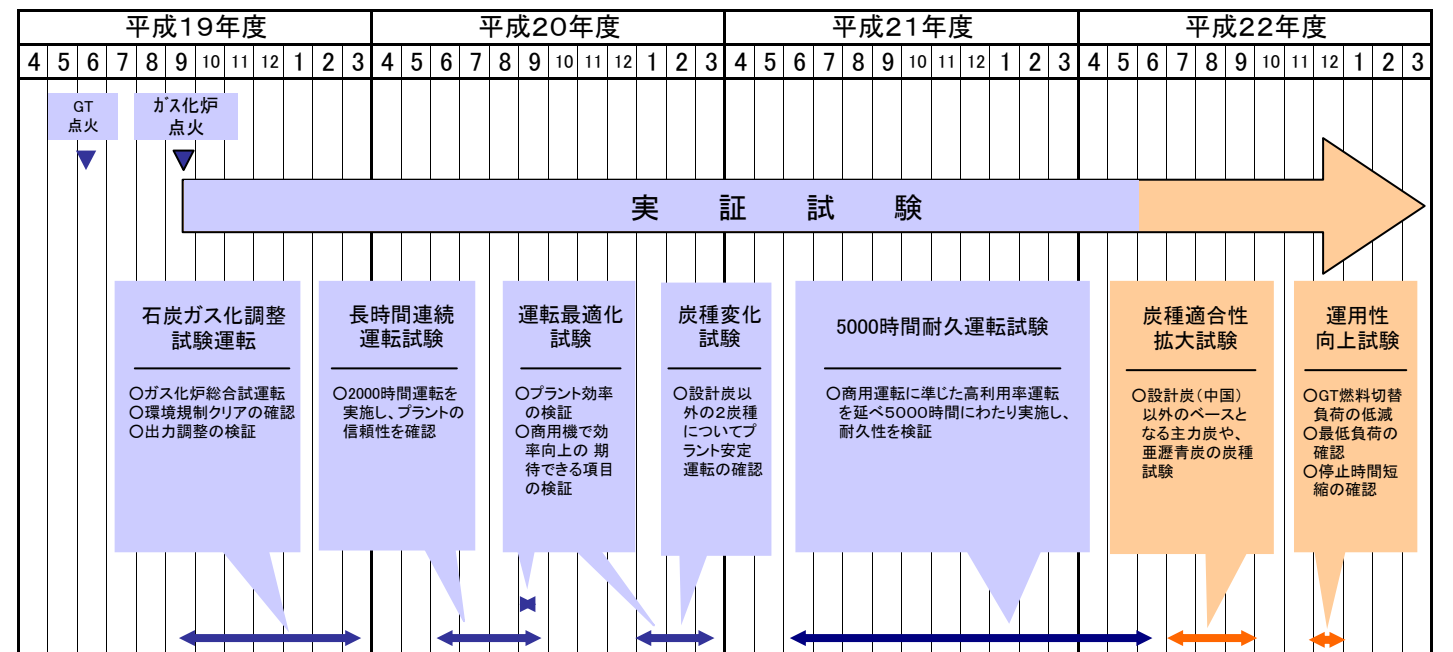 平成19年度 平成20年度 平成21年度 平成22年度
4 5 6 7 8 9 10 11 12 1 2 3 4 5 6 7 8 9 10 11 12 1 2 3 4 5 6 7 8 9 10 11 12 1 2 3 4 5 6 7 8 9 10 11 12 1 2 3
GT
点火
ガス化炉
点火
実 証 試 験
石炭ガス化調整
試験運転
○ガス化炉総合試運転
○環境規制クリアの確認
○出力調整の検証
長時間連続
運転試験
○2000時間運転を
実施し、プラントの
信頼性を確認
運転最適化
試験
○プラント効率
の検証
○商用機で効
率向上の 期
待できる項目
の検証
炭種変化
試験
○設計炭以
外の2炭種
についてプ
ラント安定
運転の確認
5000時間耐久運転試験
○商用運転に準じた高利用率運転
を延べ5000時間にわたり実施し、
耐久性を検証
炭種適合性
拡大試験
○設計炭(中国)
以外のベースと
なる主力炭や、
亜瀝青炭の炭種
試験
運用性
向上試験
○GT燃料切替
負荷の低減
○最低負荷の
確認
○停止時間短
縮の確認